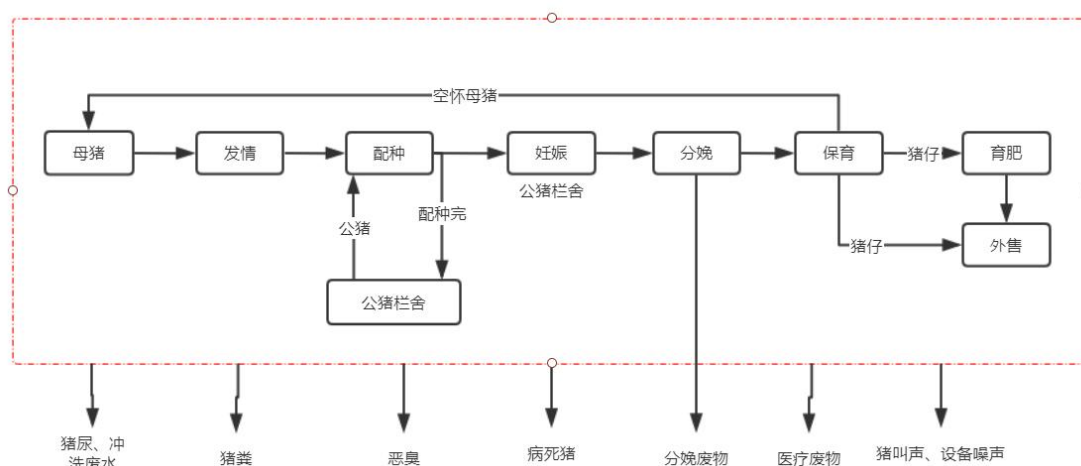 空怀母猪
母猪
发情
配种
妊娠
分娩
保育
猪仔
育肥
公猪栏舍
公猪
配种完
猪仔
外售
公猪栏舍
猪尿、冲
洗废水
猪粪
恶臭
病死猪
分娩废物
医疗废物
猪叫声、设备噪声